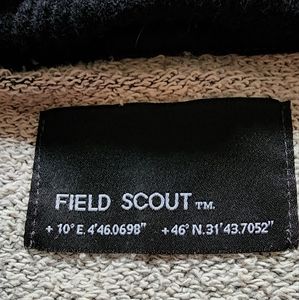 FIELD SCOUT TM.
+ 10° E. 4'46.0698" +46° N.31'43.7052"